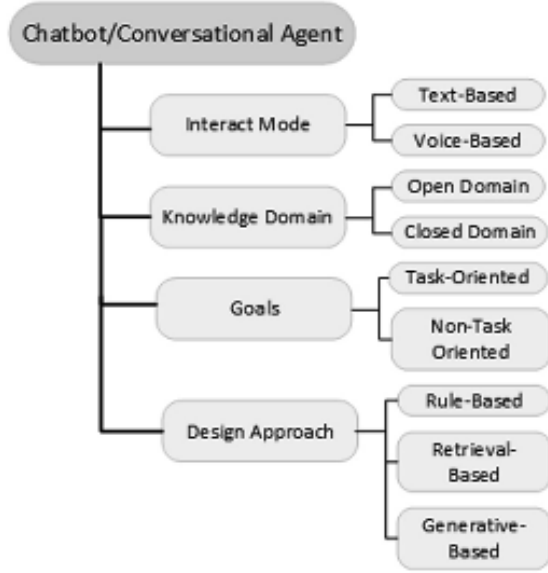 Chatbot/Conversational Agent
Interact Mode
Text-Based
Voice-Based
Knowledge Domain
Open Domain
Closed Domain
Goals
Task-Oriented
Non-Task
Oriented
Design Approach
Rule-Based
Retrieval-
Based
Generative-
Based